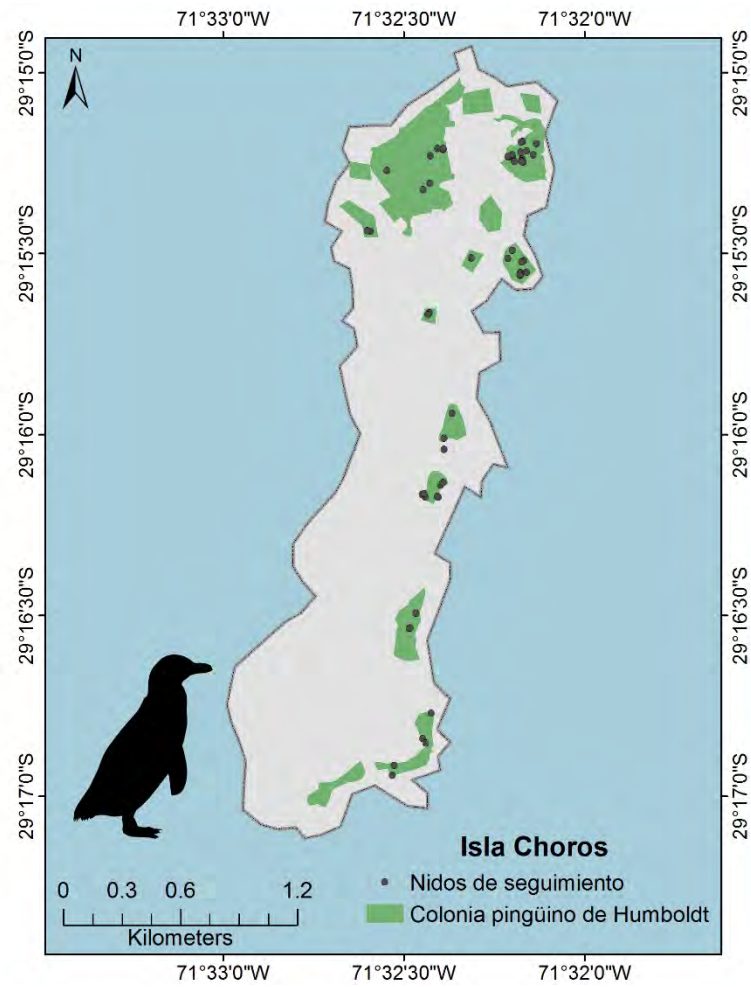 71°33'0"W 71°32'30"W 71°32'0"W
N
29°15'0"S 29°15'0"S
29°15'30"S 29°15'30"S
29°16'0"S 29°16'0"S
29°16'30"S 29°16'30"S
29°17'0"S 29°17'0"S
Isla Choros
Nidos de seguimiento
Colonia pingüino de Humboldt
0 0.3 0.6 1.2
Kilometers
71°33'0"W 71°32'30"W 71°32'0"W